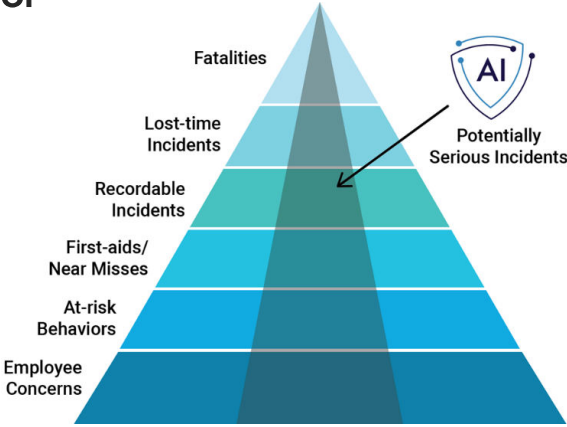 Fatalities
AI
Lost-time
Incidents
Potentially
Serious Incidents
Recordable
Incidents
First-aids/
Near Misses
At-risk
Behaviors
Employee
Concerns